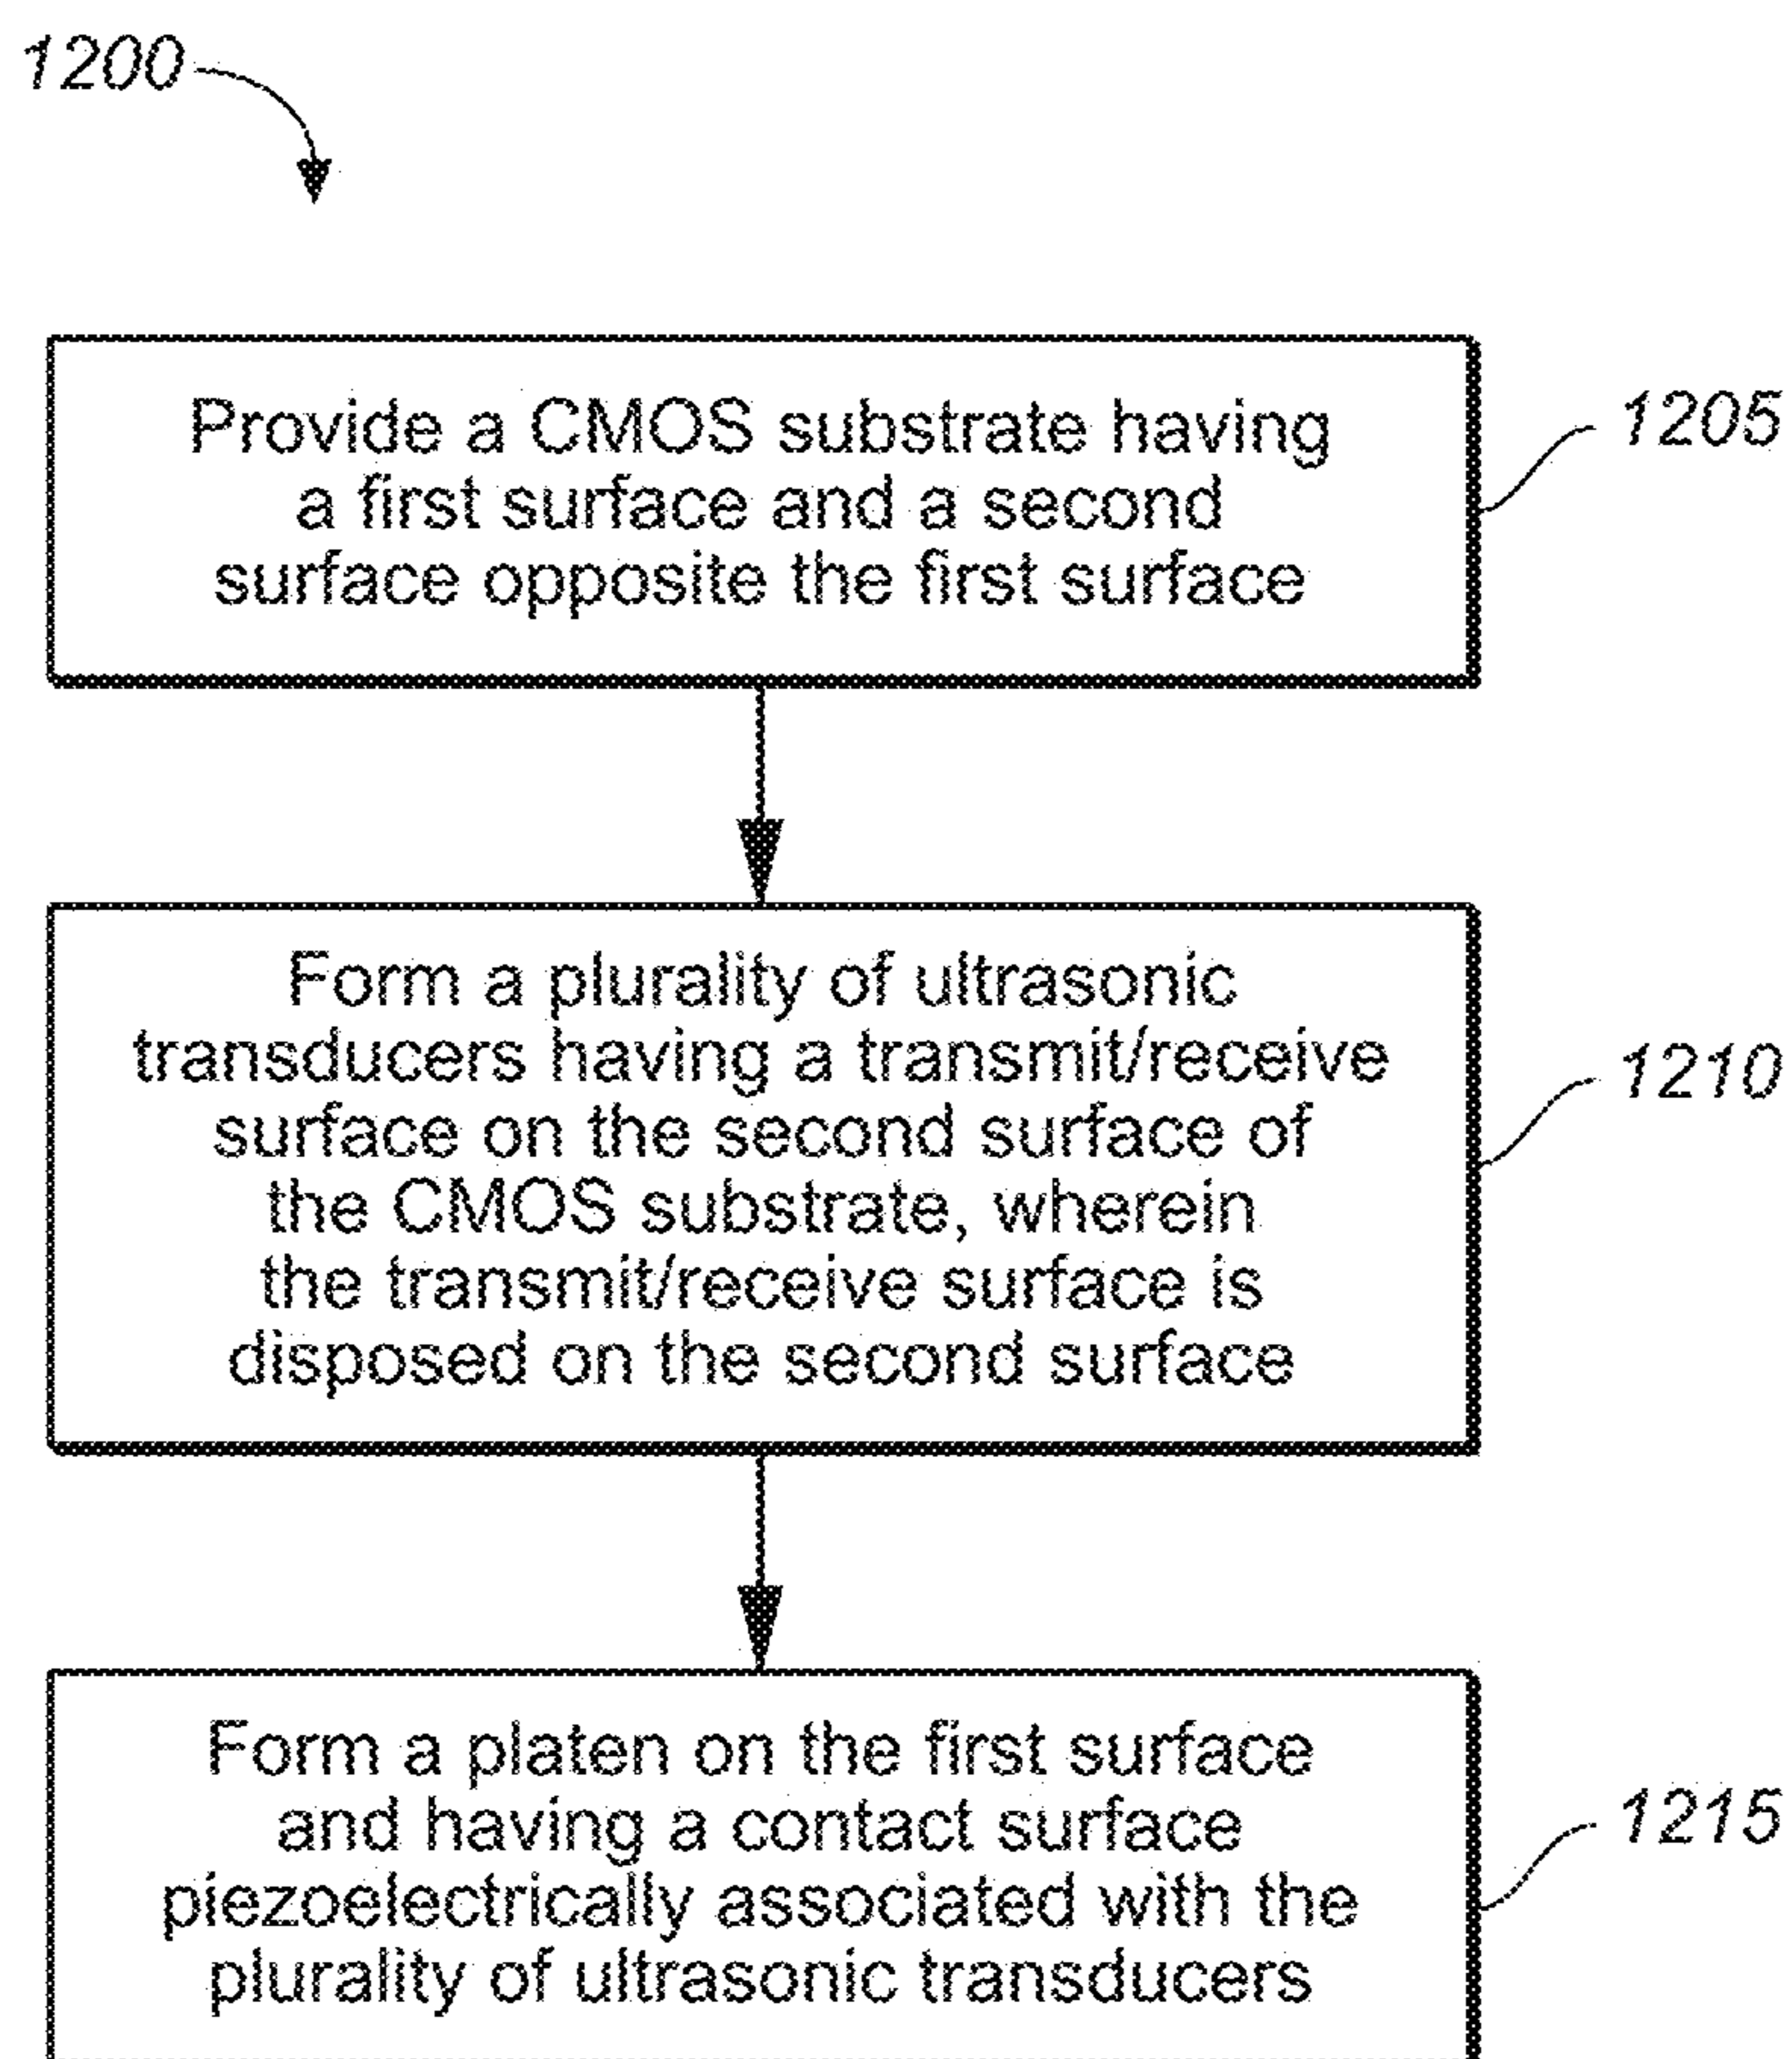 1200
Provide a CMOS substrate having
a first surface and a second
surface opposite the first surface
1205
Form a plurality of ultrasonic
transducers having a transmit/receive
surface on the second surface of
the CMOS substrate, wherein
the transmit/receive surface is
disposed on the second surface
1210
Form a platen on the first surface
and having a contact surface
piezoelectrically associated with the
plurality of ultrasonic transducers
1215